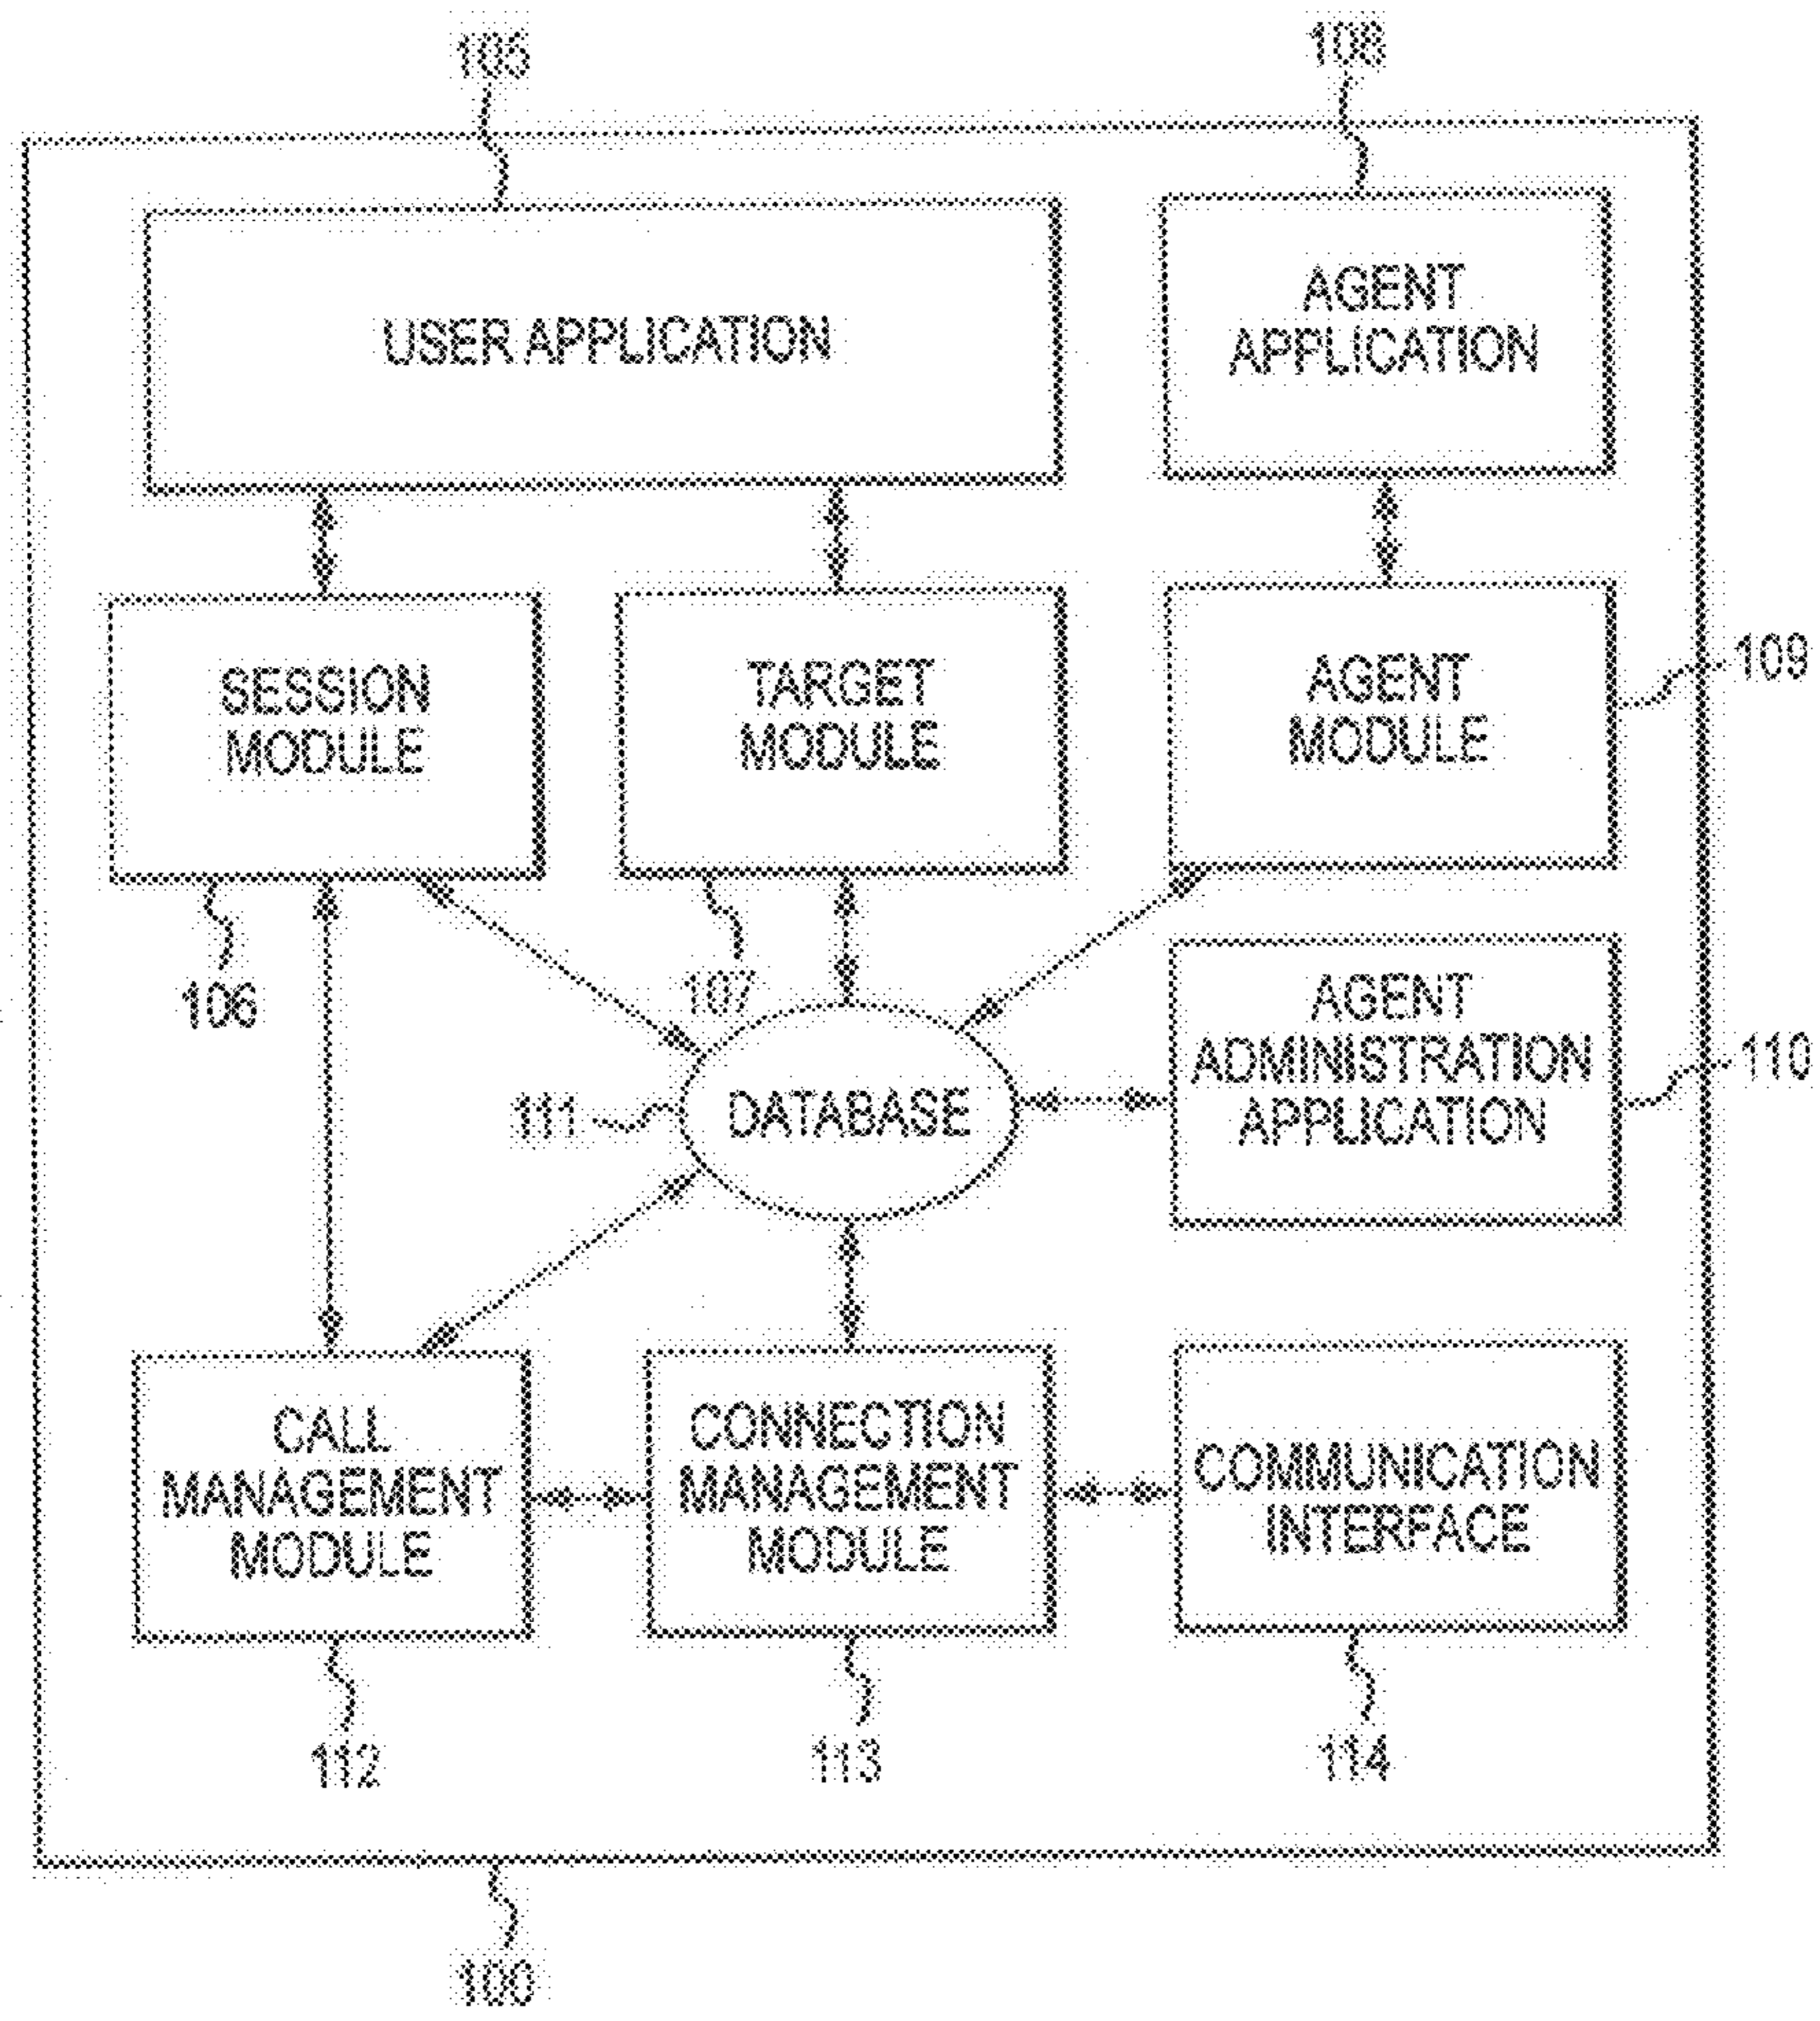 105
108
USER APPLICATION
AGENT
APPLICATION
SESSION
MODULE
TARGET
MODULE
AGENT
MODULE
109
106
107
AGENT
ADMINISTRATION
APPLICATION
110
111
DATABASE
CALL
MANAGEMENT
MODULE
CONNECTION
MANAGEMENT
MODULE
COMMUNICATION
INTERFACE
112
113
114
100